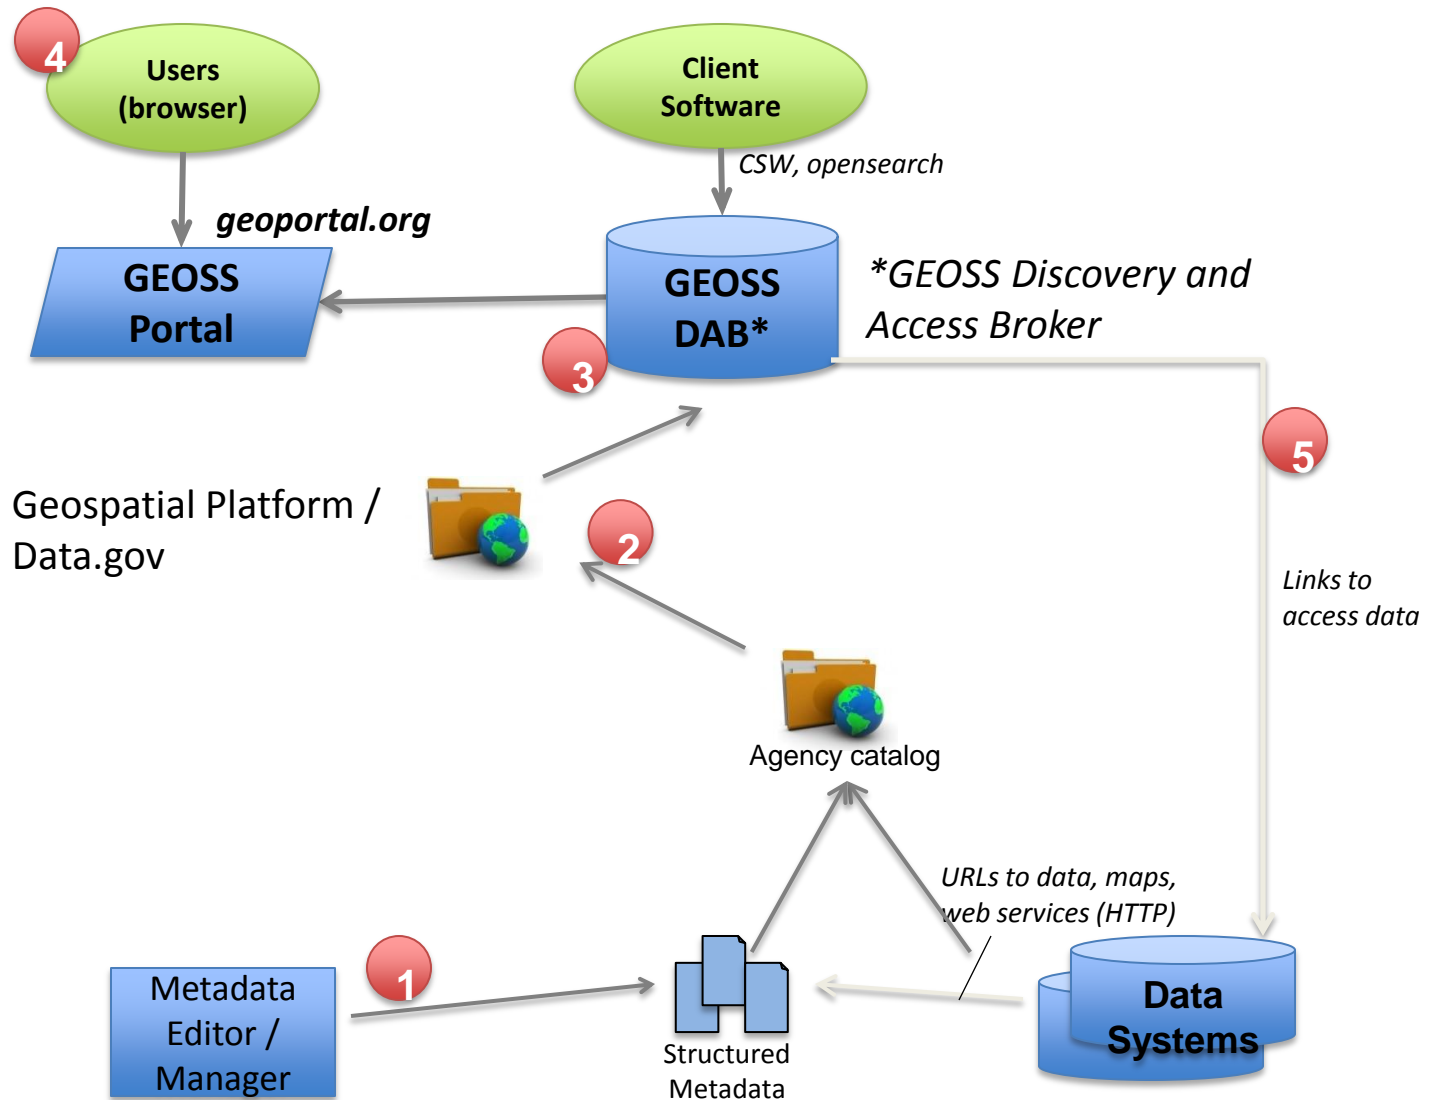 4
Users
(browser)
Client
Software
CSW, opensearch
geoportal.org
GEOSS
Portal
GEOSS
DAB*
*GEOSS Discovery and
Access Broker
3
5
Geospatial Platform /
Data.gov
2
Links to
access data
Agency catalog
URLs to data, maps,
web services (HTTP)
1
Metadata
Editor /
Manager
Structured
Metadata
Data
Systems